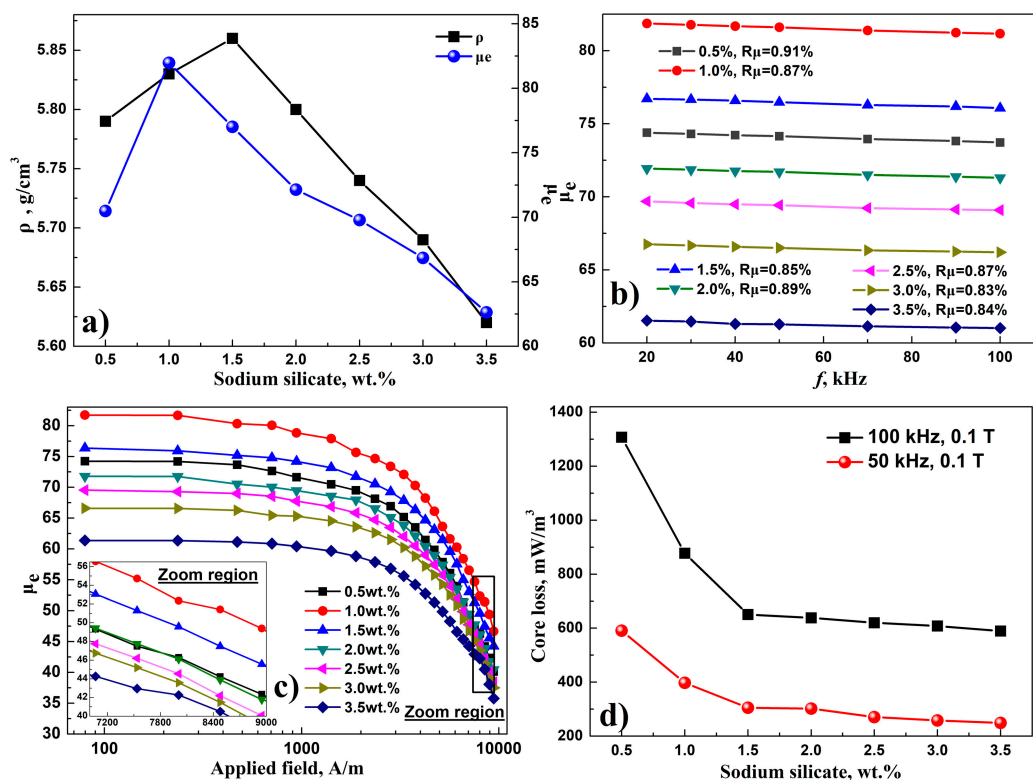 a)
ρ
μe
5.85
5.80
5.75
5.70
5.65
5.60
85
80
75
70
65
60
0.5 1.0 1.5 2.0 2.5 3.0 3.5
ρ , g/cm³
μe
Sodium silicate, wt.%
b)
0.5%, Rμ=0.91%
1.0%, Rμ=0.87%
1.5%, Rμ=0.85%
2.0%, Rμ=0.89%
2.5%, Rμ=0.87%
3.0%, Rμ=0.83%
3.5%, Rμ=0.84%
80
75
70
65
60
20 40 60 80 100
μe
f, kHz
c)
85
80
75
70
65
60
55
50
45
40
35
30
μe
Zoom region
56
54
52
50
48
46
44
42
40
7200 7800 8400 9000
0.5wt.%
1.0wt.%
1.5wt.%
2.0wt.%
2.5wt.%
3.0wt.%
3.5wt.%
Zoom region
100 1000 10000
Applied field, A/m
d)
100 kHz, 0.1 T
50 kHz, 0.1 T
1400
1200
1000
800
600
400
200
Core loss, mW/m³
0.5 1.0 1.5 2.0 2.5 3.0 3.5
Sodium silicate, wt.%